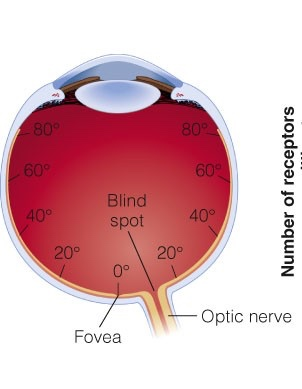 80°
80°
60°
60°
Blind
spot
40°
40°
20°
20°
0°
Optic nerve
Fovea
Number of receptors